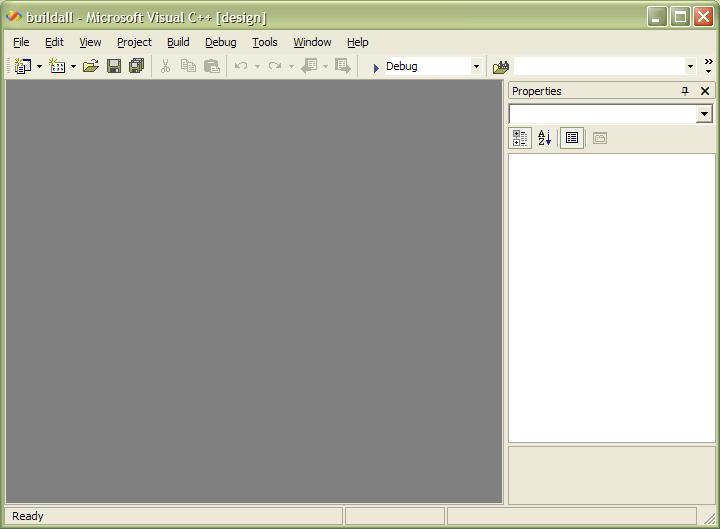 buildall - Microsoft Visual C++ [design]
File Edit View Project Build Debug Tools Window Help
Debug
Properties
A
Z
Ready